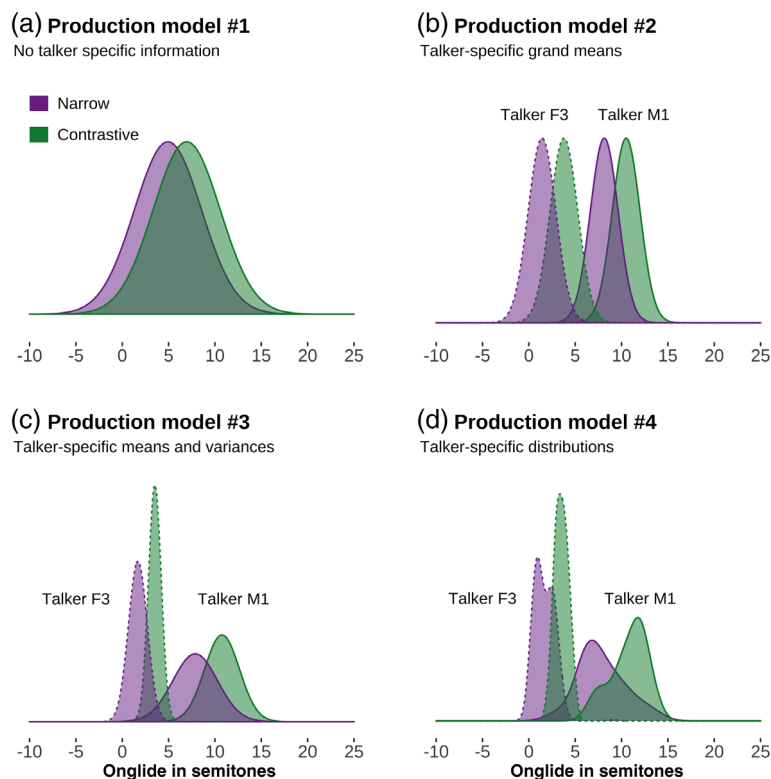 (a) Production model #1
No talker specific information
Narrow
Contrastive
-10 -5 0 5 10 15 20 25
(b) Production model #2
Talker-specific grand means
Talker F3 Talker M1
-10 -5 0 5 10 15 20 25
(c) Production model #3
Talker-specific means and variances
Talker F3 Talker M1
-10 -5 0 5 10 15 20 25
Onglide in semitones
(d) Production model #4
Talker-specific distributions
Talker F3 Talker M1
-10 -5 0 5 10 15 20 25
Onglide in semitones